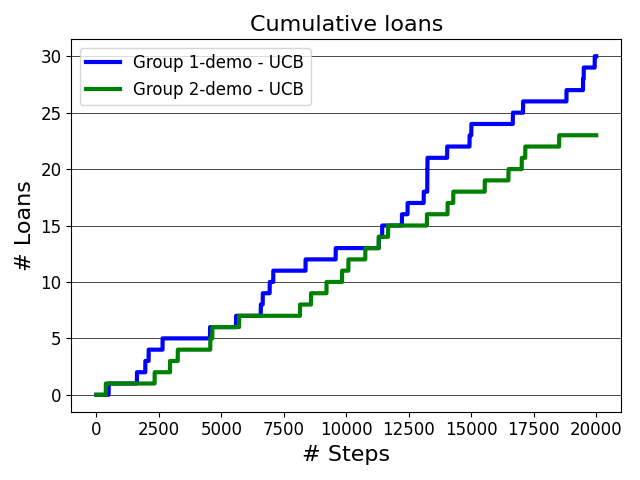 Cumulative loans
Group 1-demo - UCB
Group 2-demo - UCB
# Loans
30
25
20
15
10
5
0
0 2500 5000 7500 10000 12500 15000 17500 20000
# Steps